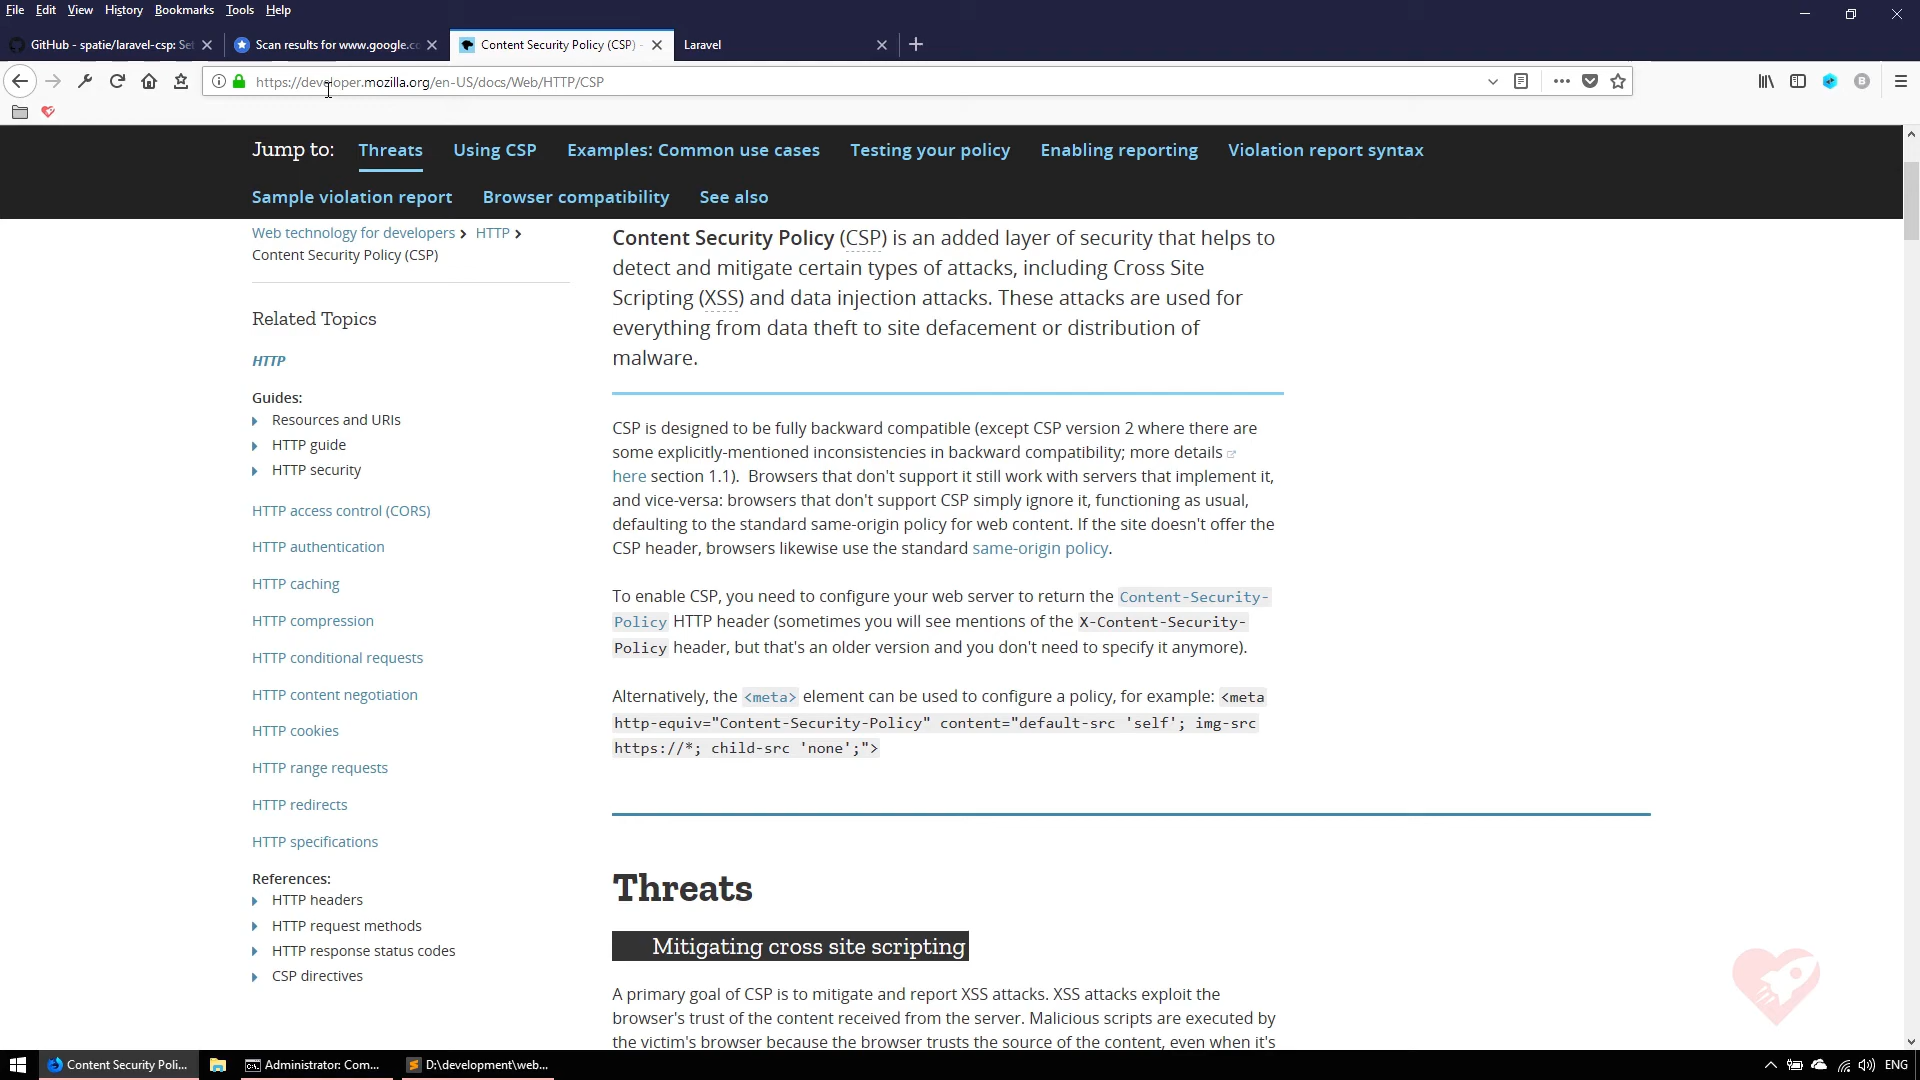 File Edit View History Bookmarks Tools Help
GitHub - spatie/laravel-csp: Set
Scan results for www.google.co
Content Security Policy (CSP) -
Laravel
https://developer.mozilla.org/en-US/docs/Web/HTTP/CSP
Jump to: Threats Using CSP Examples: Common use cases Testing your policy Enabling reporting Violation report syntax
Sample violation report Browser compatibility See also
Web technology for developers HTTP
Content Security Policy (CSP)
Related Topics
HTTP
Guides:
Resources and URIs
HTTP guide
HTTP security
HTTP access control (CORS)
HTTP authentication
HTTP caching
HTTP compression
HTTP conditional requests
HTTP content negotiation
HTTP cookies
HTTP range requests
HTTP redirects
HTTP specifications
References:
HTTP headers
HTTP request methods
HTTP response status codes
CSP directives
Content Security Policy (CSP) is an added layer of security that helps to
detect and mitigate certain types of attacks, including Cross Site
Scripting (XSS) and data injection attacks. These attacks are used for
everything from data theft to site defacement or distribution of
malware.
CSP is designed to be fully backward compatible (except CSP version 2 where there are
some explicitly-mentioned inconsistencies in backward compatibility; more details
here section 1.1). Browsers that don't support it still work with servers that implement it,
and vice-versa: browsers that don't support CSP simply ignore it, functioning as usual,
defaulting to the standard same-origin policy for web content. If the site doesn't offer the
CSP header, browsers likewise use the standard same-origin policy.
To enable CSP, you need to configure your web server to return the Content-Security-
Policy HTTP header (sometimes you will see mentions of the X-Content-Security-
Policy header, but that's an older version and you don't need to specify it anymore).
Alternatively, the <meta> element can be used to configure a policy, for example: <meta
http-equiv="Content-Security-Policy" content="default-src 'self'; img-src
https://*; child-src 'none';">
Threats
Mitigating cross site scripting
A primary goal of CSP is to mitigate and report XSS attacks. XSS attacks exploit the
browser's trust of the content received from the server. Malicious scripts are executed by
the victim's browser because the browser trusts the source of the content, even when it's
Content Security Poli...
Administrator: Com...
D:\development\web...
ENG